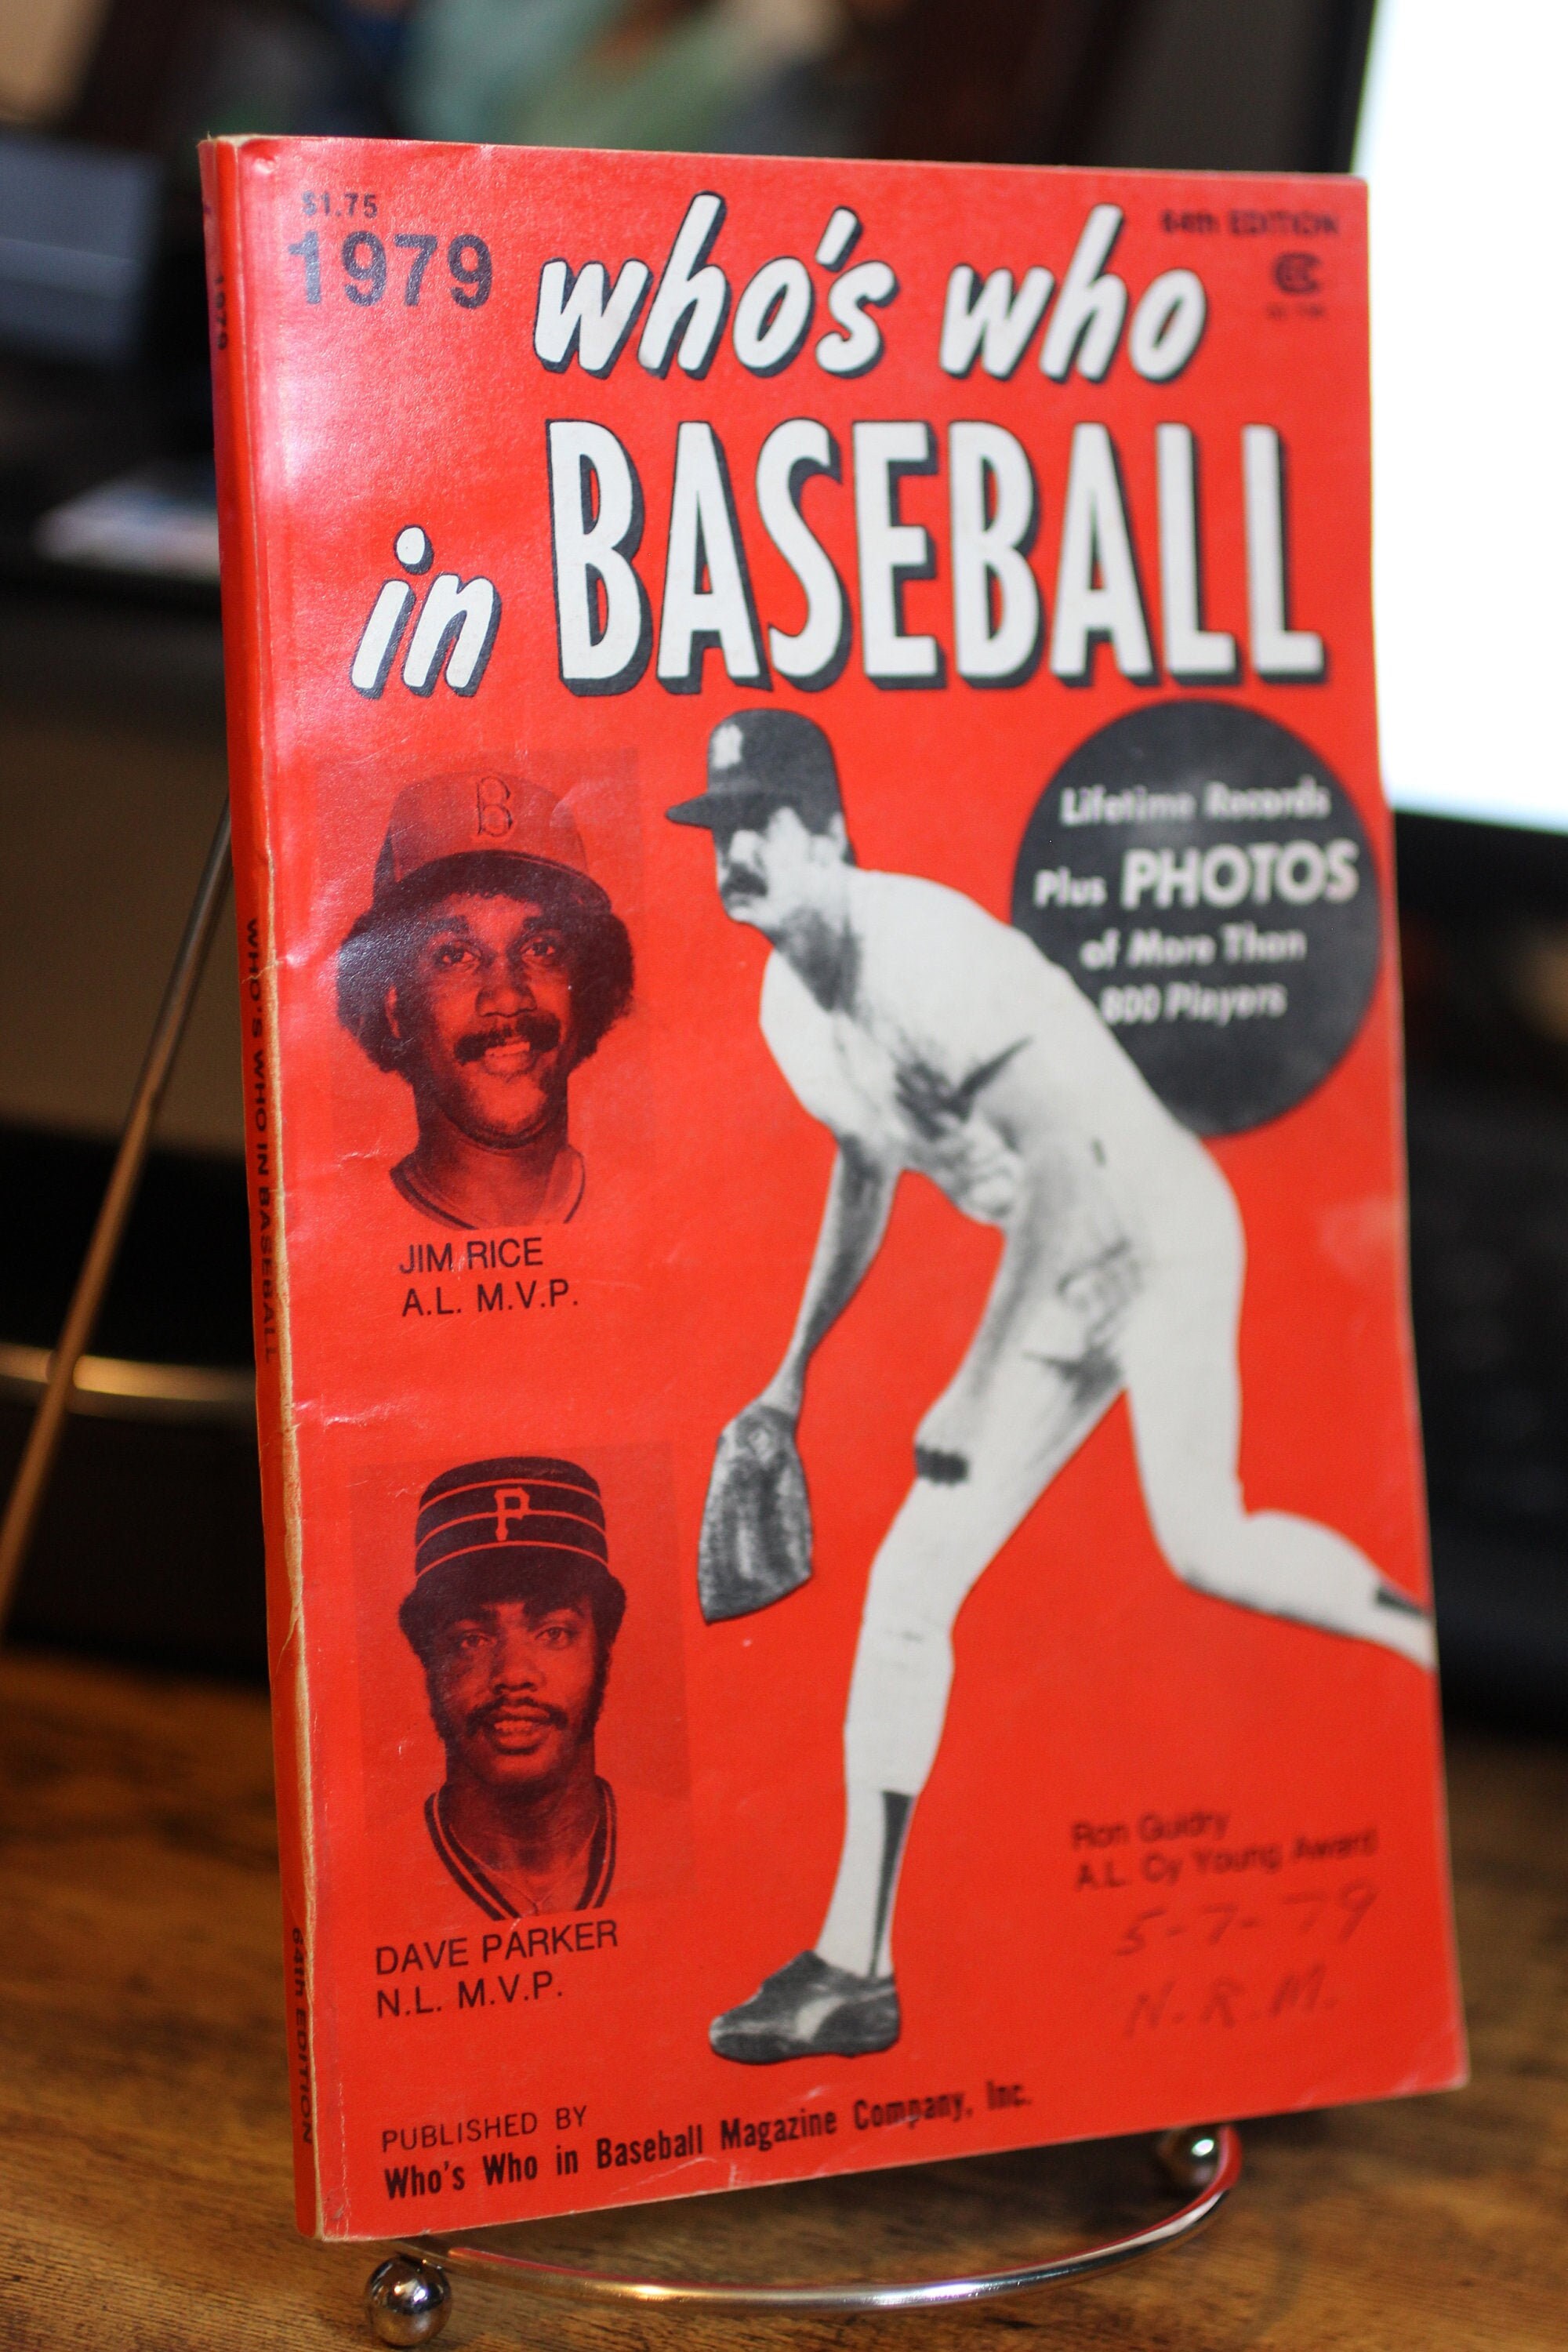 $1.75
1979
64th EDITION
who's who
in BASEBALL
Lifetime Records
Plus PHOTOS
of More Than
800 Players
B
JIM RICE
A.L. M.V.P.
P
DAVE PARKER
N.L. M.V.P.
Ron Guidry
A.L. Cy Young Award
5-7-79
N.R.M.
PUBLISHED BY
Who's Who in Baseball Magazine Company, Inc.
1979
WHO'S WHO IN BASEBALL
64th EDITION